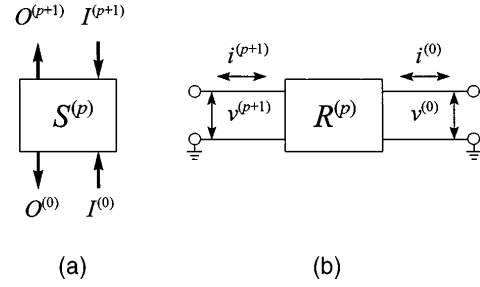 O^(p+1) I^(p+1)
S^(p)
O^(0) I^(0)
(a)
i^(p+1) i^(0)
v^(p+1) R^(p) v^(0)
(b)